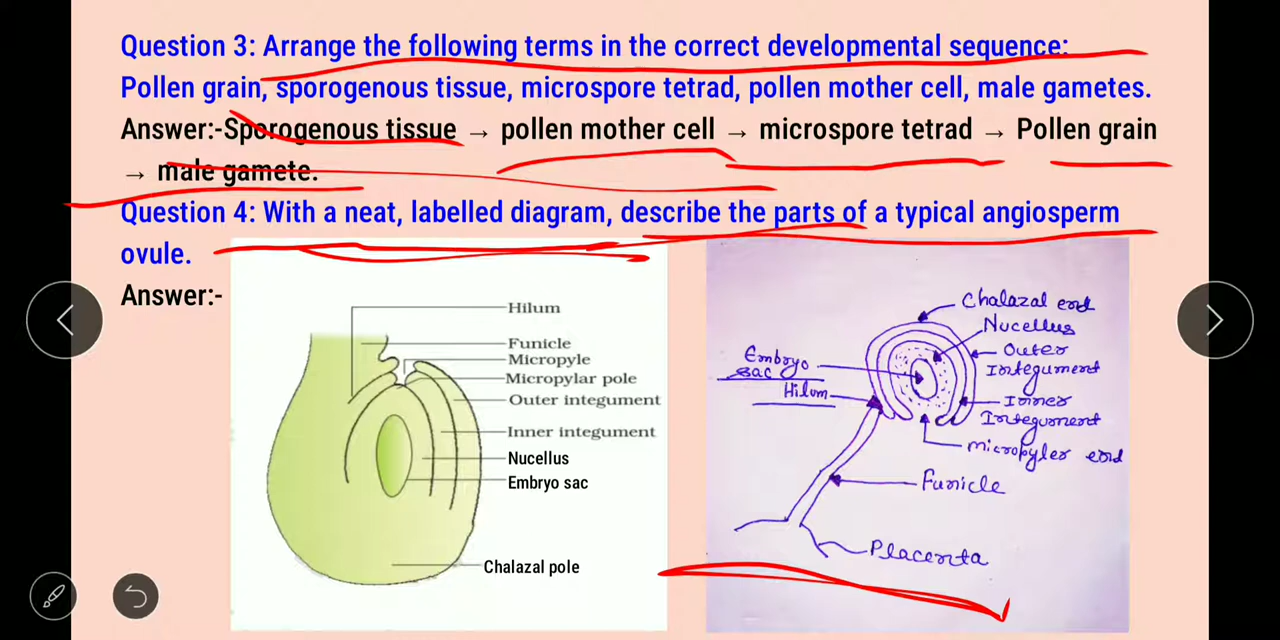 Question 3: Arrange the following terms in the correct developmental sequence:
Pollen grain, sporogenous tissue, microspore tetrad, pollen mother cell, male gametes.
Answer:-Sporogenous tissue → pollen mother cell → microspore tetrad → Pollen grain
→ male gamete.
Question 4: With a neat, labelled diagram, describe the parts of a typical angiosperm
ovule.
Answer:-
Hilum
Funicle
Micropyle
Micropylar pole
Outer integument
Inner integument
Nucellus
Embryo sac
Chalazal pole
Chalazal end
Nucellus
Outer
Integument
Embryo
sac
Hilum
Inner
Integument
micropyler end
Funicle
Placenta